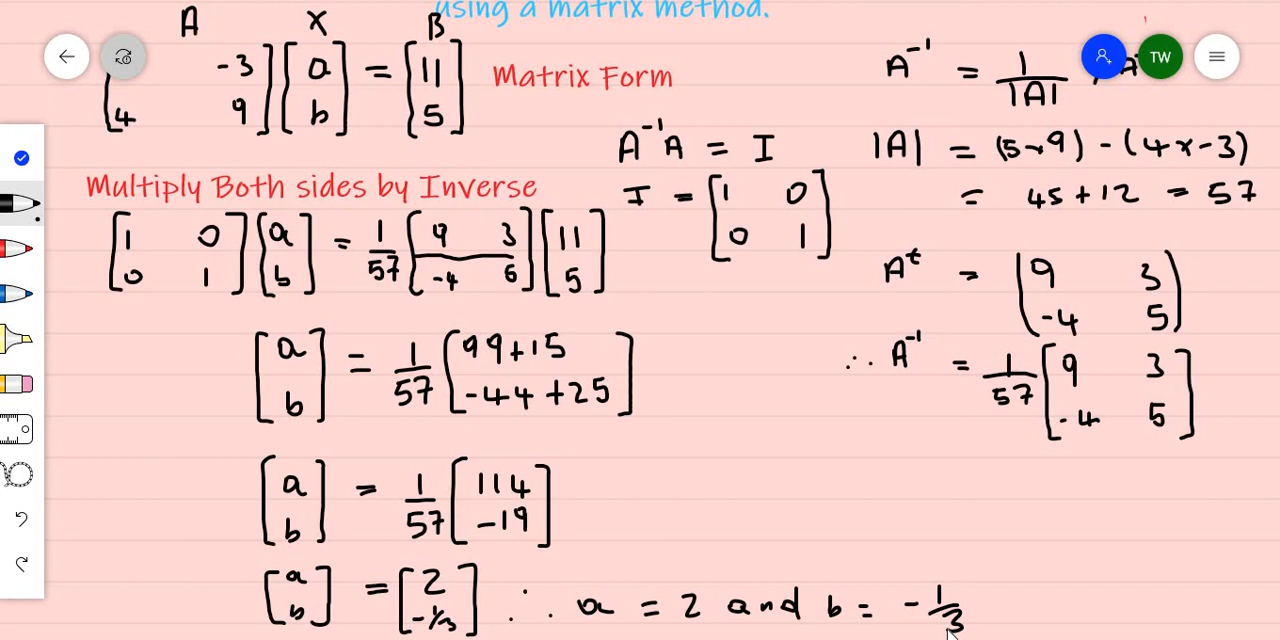 using a matrix method.
A X B
[ -3 ; 4 9 ] [ a ; b ] = [ 11 ; 5 ] Matrix Form
A⁻¹ = 1/|A|
TW
A⁻¹A = I
|A| = (5×9) - (4×-3)
= 45+12 = 57
Multiply Both sides by Inverse
I = [ 1 0 ; 0 1 ]
[ 1 0 ; 0 1 ] [ a ; b ] = 1/57 [ 9 3 ; -4 5 ] [ 11 ; 5 ]
Aᵗ = ( 9 3 ; -4 5 )
[ a ; b ] = 1/57 [ 99+15 ; -44+25 ]
∴ A⁻¹ = 1/57 [ 9 3 ; -4 5 ]
[ a ; b ] = 1/57 [ 114 ; -19 ]
[ a ; b ] = [ 2 ; -1/3 ] ∴ a = 2 and b = -1/3